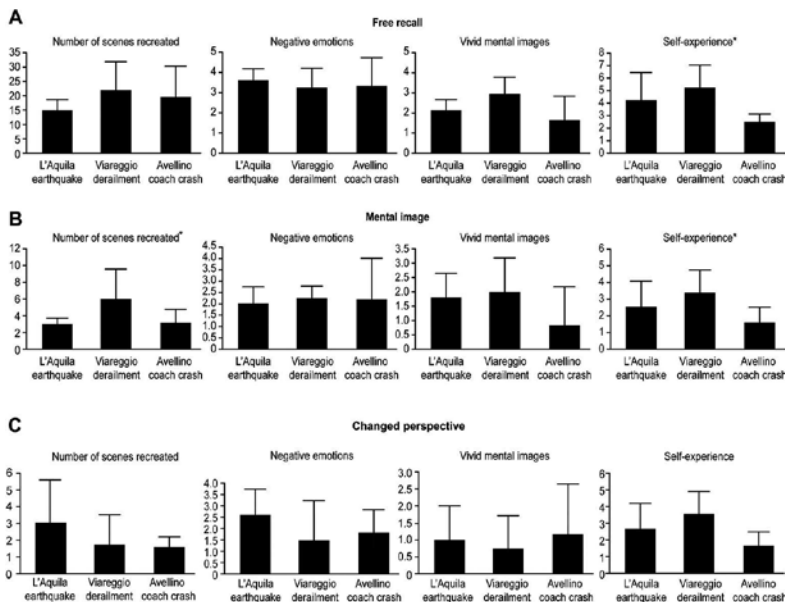 A
Free recall
Number of scenes recreated
Negative emotions
Vivid mental images
Self-experience*
35
30
25
20
15
10
5
0
5
4
3
2
1
0
5
4
3
2
1
0
8
7
6
5
4
3
2
1
0
L'Aquila earthquake
Viareggio derailment
Avellino coach crash
L'Aquila earthquake
Viareggio derailment
Avellino coach crash
L'Aquila earthquake
Viareggio derailment
Avellino coach crash
L'Aquila earthquake
Viareggio derailment
Avellino coach crash
B
Mental image
Number of scenes recreated*
Negative emotions
Vivid mental images
Self-experience*
12
10
8
6
4
2
0
5.0
4.5
4.0
3.5
3.0
2.5
2.0
1.5
1.0
0.5
0
3.5
3.0
2.5
2.0
1.5
1.0
0.5
0
6
5
4
3
2
1
0
L'Aquila earthquake
Viareggio derailment
Avellino coach crash
L'Aquila earthquake
Viareggio derailment
Avellino coach crash
L'Aquila earthquake
Viareggio derailment
Avellino coach crash
L'Aquila earthquake
Viareggio derailment
Avellino coach crash
C
Changed perspective
Number of scenes recreated
Negative emotions
Vivid mental images
Self-experience
6
5
4
3
2
1
0
4.0
3.5
3.0
2.5
2.0
1.5
1.0
0.5
0
3.0
2.5
2.0
1.5
1.0
0.5
0
6
5
4
3
2
1
0
L'Aquila earthquake
Viareggio derailment
Avellino coach crash
L'Aquila earthquake
Viareggio derailment
Avellino coach crash
L'Aquila earthquake
Viareggio derailment
Avellino coach crash
L'Aquila earthquake
Viareggio derailment
Avellino coach crash